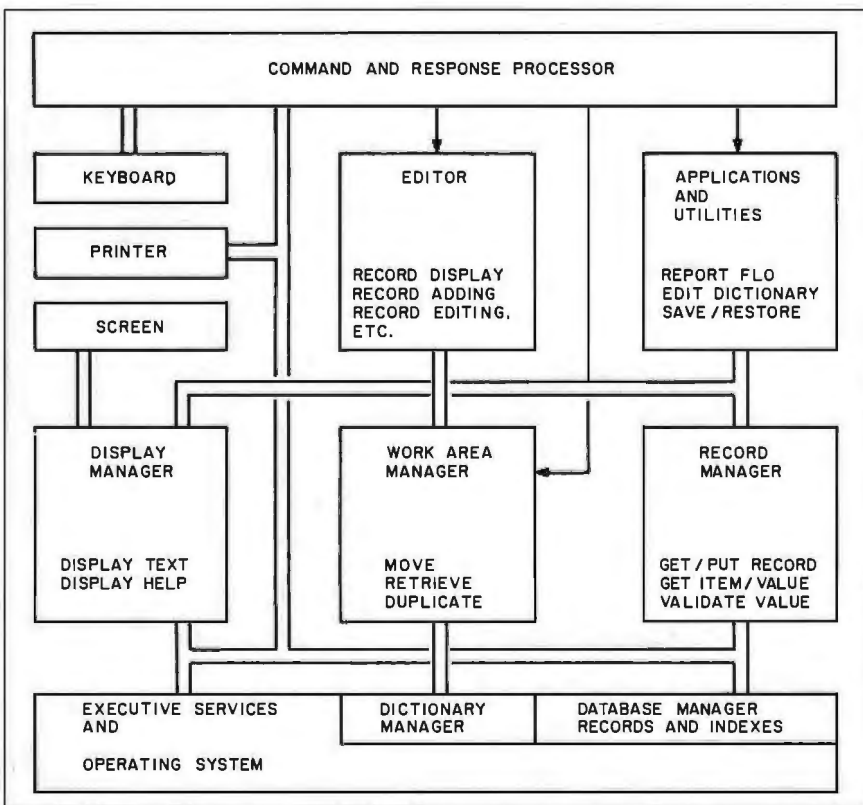 COMMAND AND RESPONSE PROCESSOR
KEYBOARD
PRINTER
SCREEN
EDITOR
RECORD DISPLAY
RECORD ADDING
RECORD EDITING,
ETC.
APPLICATIONS
AND
UTILITIES
REPORT FLO
EDIT DICTIONARY
SAVE/RESTORE
DISPLAY
MANAGER
DISPLAY TEXT
DISPLAY HELP
WORK AREA
MANAGER
MOVE
RETRIEVE
DUPLICATE
RECORD
MANAGER
GET/PUT RECORD
GET ITEM/VALUE
VALIDATE VALUE
EXECUTIVE SERVICES
AND
OPERATING SYSTEM
DICTIONARY
MANAGER
DATABASE MANAGER
RECORDS AND INDEXES